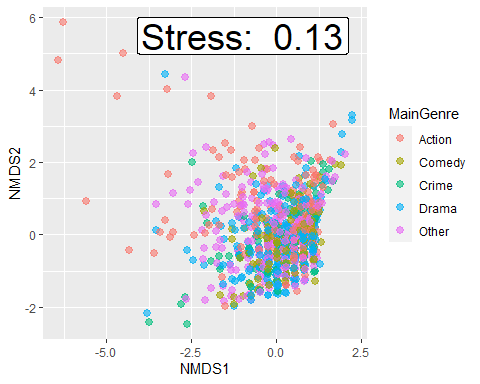 Stress: 0.13
6
4
2
0
-2
NMDS2
-5.0
-2.5
0.0
2.5
NMDS1
MainGenre
Action
Comedy
Crime
Drama
Other